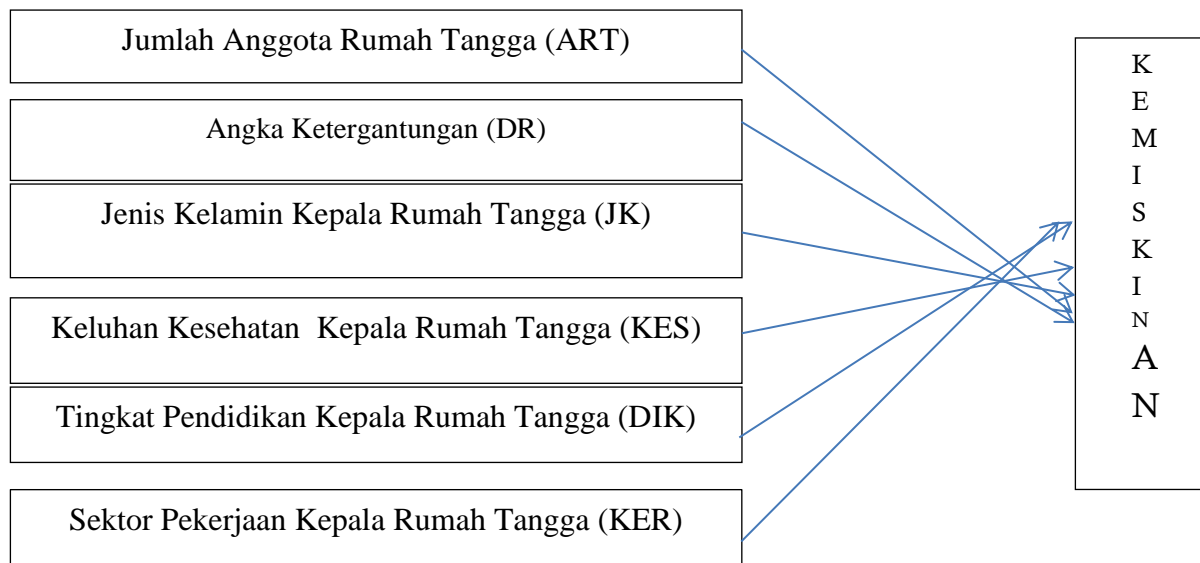 Jumlah Anggota Rumah Tangga (ART)
Angka Ketergantungan (DR)
Jenis Kelamin Kepala Rumah Tangga (JK)
Keluhan Kesehatan Kepala Rumah Tangga (KES)
Tingkat Pendidikan Kepala Rumah Tangga (DIK)
Sektor Pekerjaan Kepala Rumah Tangga (KER)
K
E
M
I
S
K
I
N
A
N